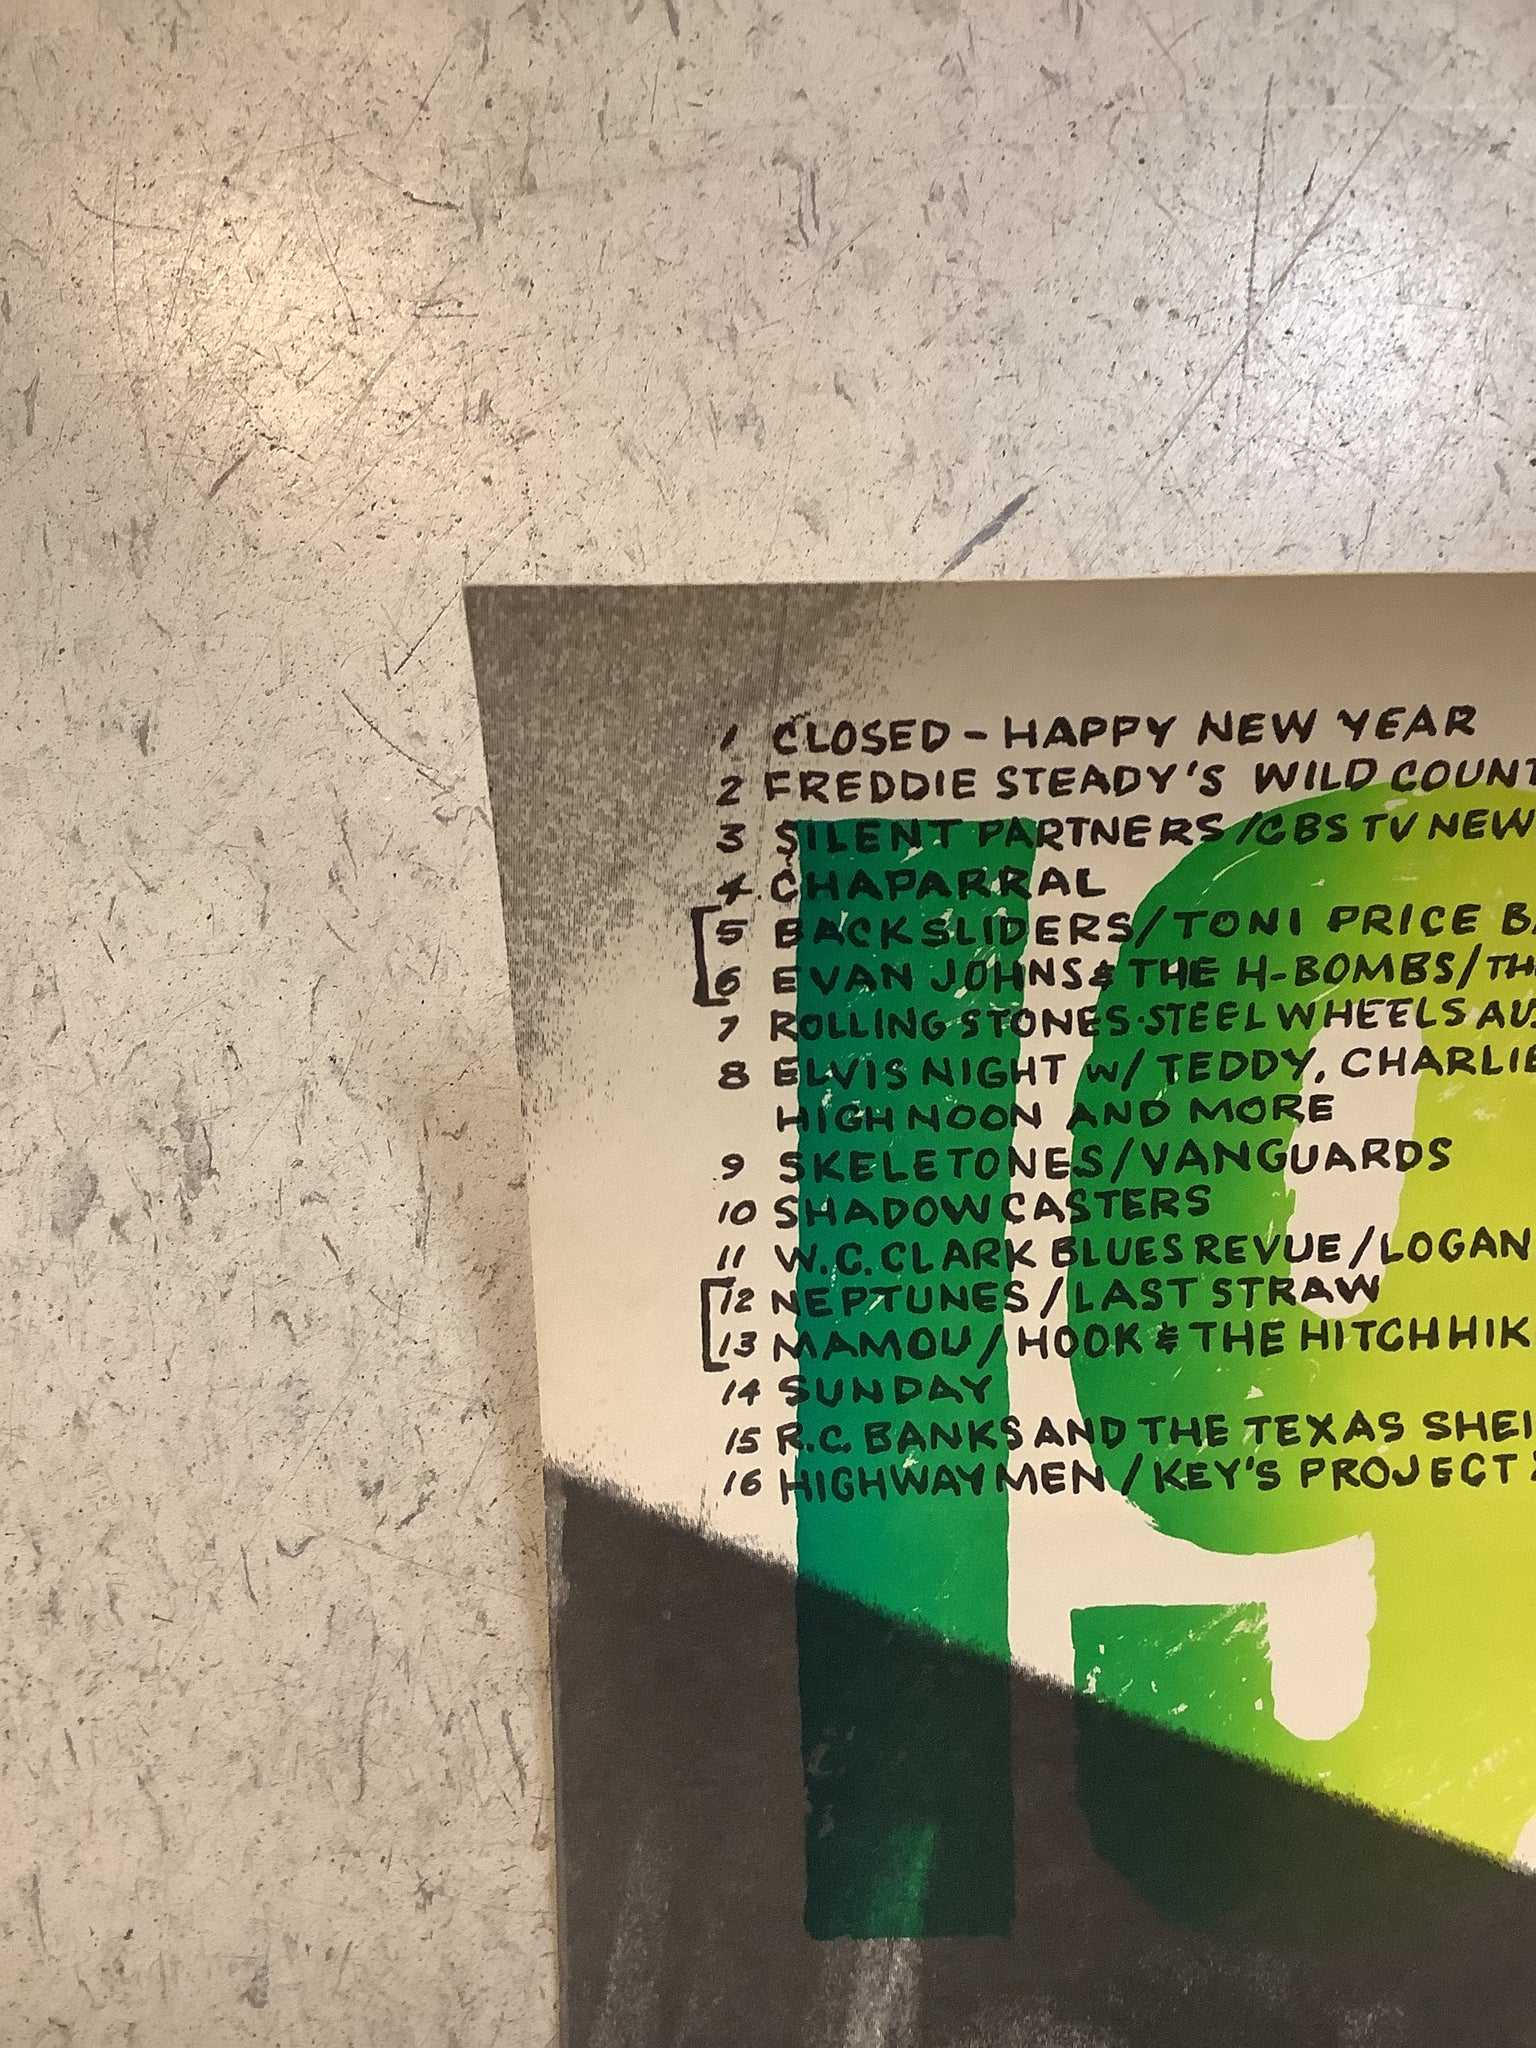 1 CLOSED - HAPPY NEW YEAR
2 FREDDIE STEADY'S WILD COUNT
3 SILENT PARTNERS/CBS TV NEW
4 CHAPARRAL
5 BACKSLIDERS/TONI PRICE BA
6 EVAN JOHNS & THE H-BOMBS/TH
7 ROLLING STONES·STEEL WHEELS AUS
8 ELVIS NIGHT w/ TEDDY, CHARLIE
HIGH NOON AND MORE
9 SKELETONES/VANGUARDS
10 SHADOWCASTERS
11 W.C. CLARK BLUES REVUE/LOGAN
12 NEPTUNES/LAST STRAW
13 MAMOU/HOOK & THE HITCHHIK
14 SUNDAY
15 R.C. BANKS AND THE TEXAS SHEI
16 HIGHWAYMEN/KEY'S PROJECT
19